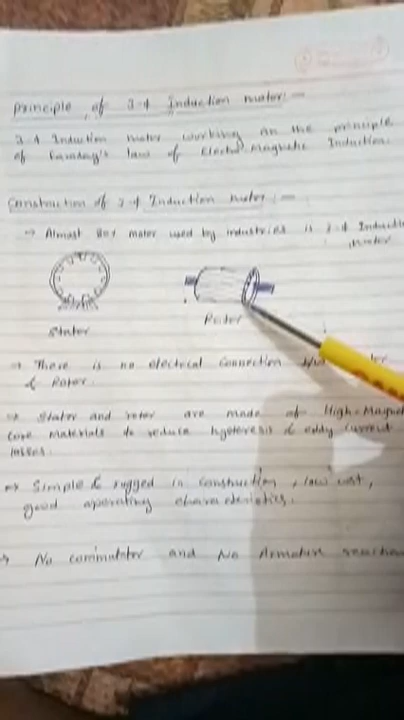 Principle of 3-ϕ Induction motor :-
3-ϕ Induction motor working on the principle
of Faraday's law of Electro Magnetic Induction.
Construction of 3-ϕ Induction motor :-
→ Almost 80% motor used by industries is 3-ϕ Induction
motor
Stator
Rotor
→ There is no electrical connection
& Rotor.
→ Stator and rotor are made of High-Magnet
core materials to reduce hysteresis & eddy current
losses.
→ Simple & rugged in construction, low cost,
good operating characteristics.
→ No commutator and No Armature reaction